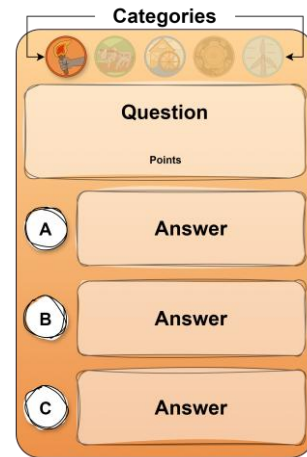 Categories
Question
Points
A
Answer
B
Answer
C
Answer